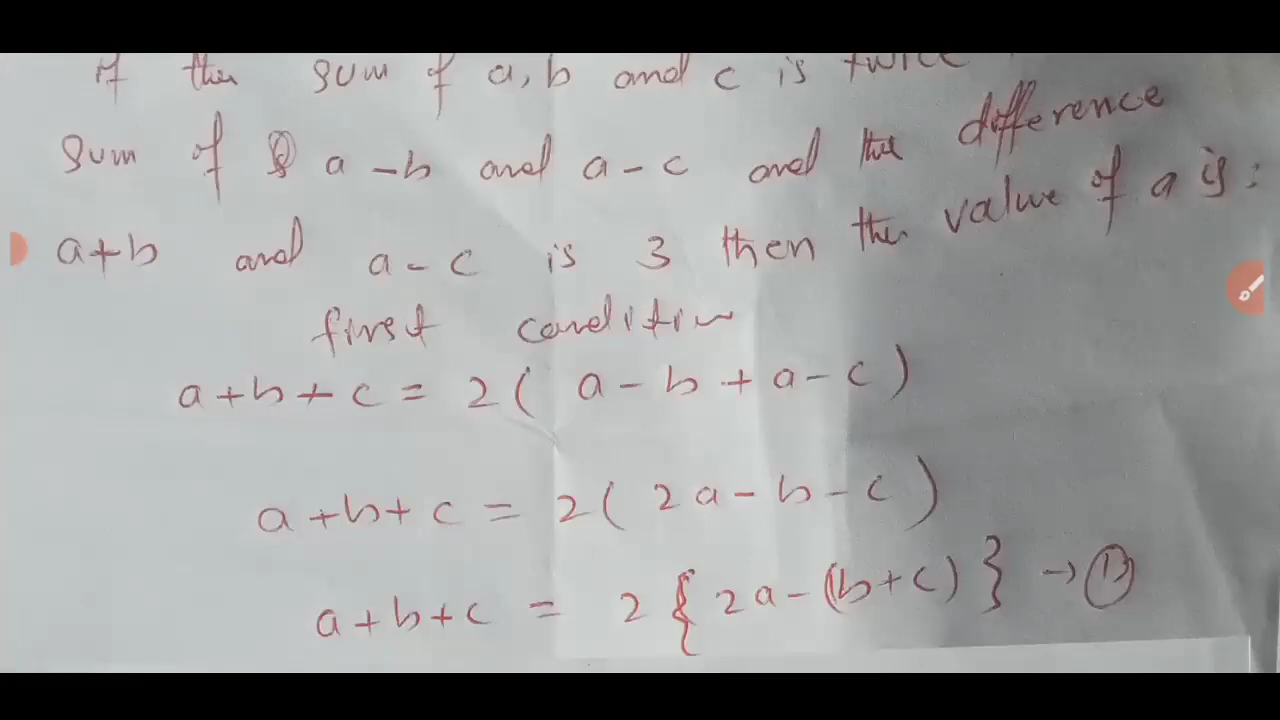 if the sum of a, b and c is twice
sum of a - b and a - c and the difference
a+b and a - c is 3 then the value of a is :
first condition
a+b+c = 2( a - b + a - c )
a+b+c = 2( 2a - b - c )
a+b+c = 2 { 2a - (b+c) } → ①